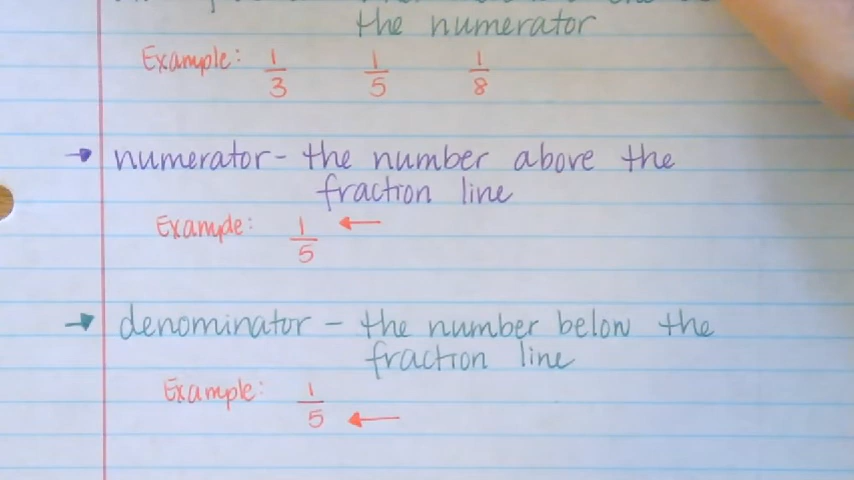 the numerator
Example: 1/3 1/5 1/8
→ numerator - the number above the
fraction line
Example: 1/5 ←
→ denominator - the number below the
fraction line
Example: 1/5 ←